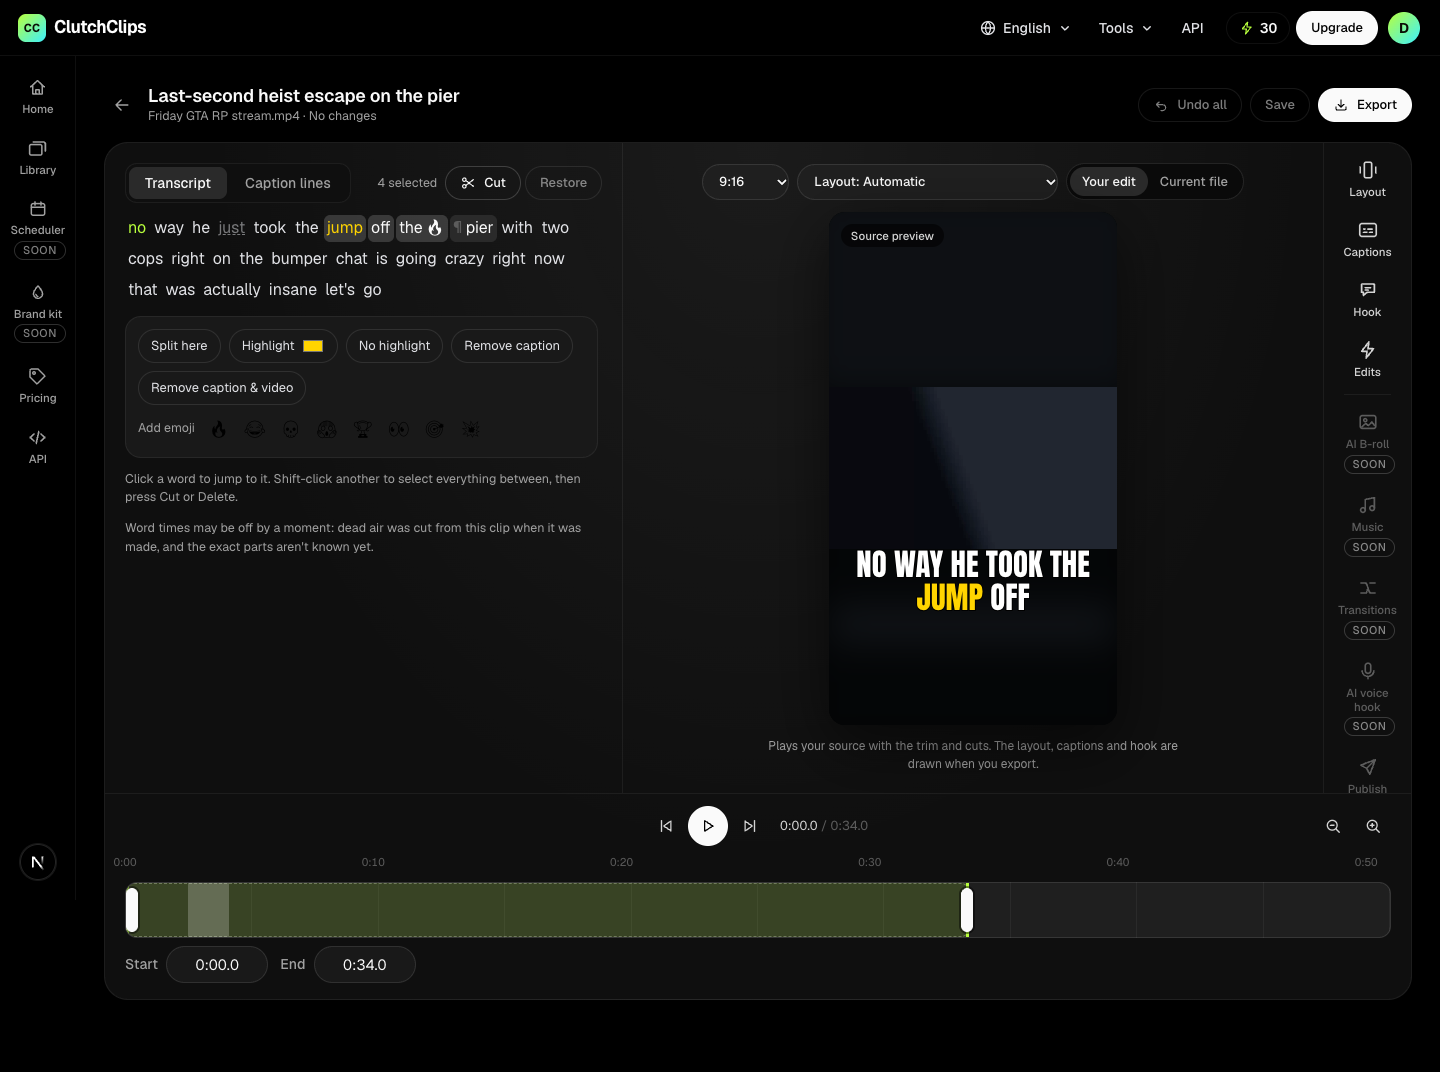 CC ClutchClips
English
Tools
API
30
Upgrade
D
Home
Library
Scheduler
SOON
Brand kit
SOON
Pricing
API
N
Last-second heist escape on the pier
Friday GTA RP stream.mp4 · No changes
Undo all
Save
Export
Transcript
Caption lines
4 selected
Cut
Restore
no way he just took the jump off the 🔥 ¶ pier with two
cops right on the bumper chat is going crazy right now
that was actually insane let's go
Split here
Highlight
No highlight
Remove caption
Remove caption & video
Add emoji 🔥 😂 💀 😱 🏆 👀 🎯 💥
Click a word to jump to it. Shift-click another to select everything between, then
press Cut or Delete.
Word times may be off by a moment: dead air was cut from this clip when it was
made, and the exact parts aren't known yet.
9:16
Layout: Automatic
Your edit
Current file
Source preview
NO WAY HE TOOK THE
JUMP OFF
Plays your source with the trim and cuts. The layout, captions and hook are
drawn when you export.
Layout
Captions
Hook
Edits
AI B-roll
SOON
Music
SOON
Transitions
SOON
AI voice
hook
SOON
Publish
0:00.0 / 0:34.0
0:00
0:10
0:20
0:30
0:40
0:50
Start
0:00.0
End
0:34.0